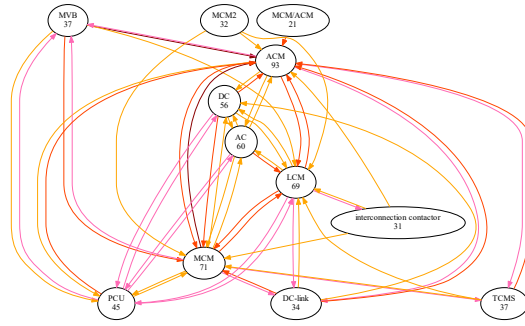 MVB
37
MCM2
32
MCM/ACM
21
ACM
93
DC
56
AC
60
LCM
69
interconnection contactor
31
MCM
71
PCU
45
DC-link
34
TCMS
37